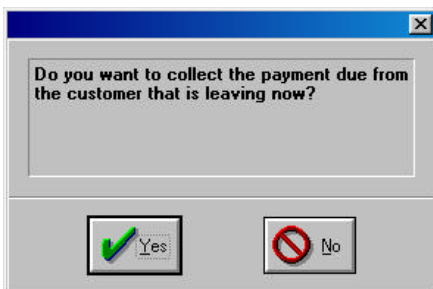 Do you want to collect the payment due from
the customer that is leaving now?
Yes
No